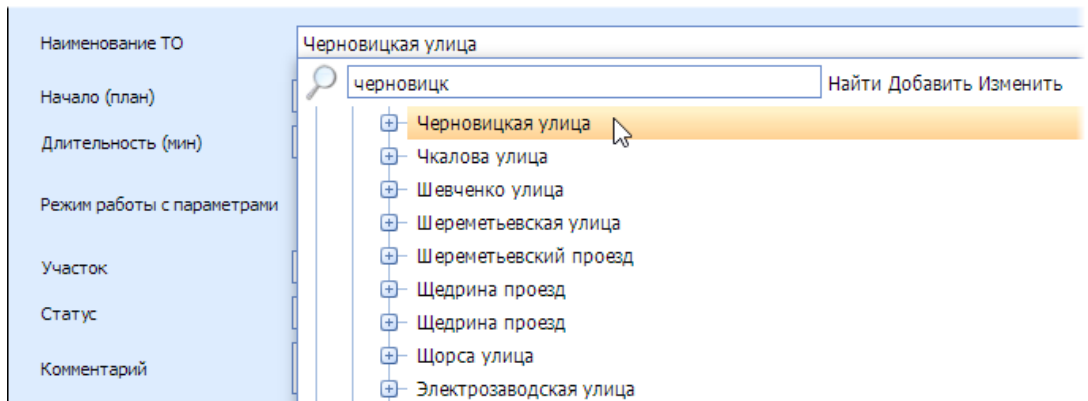 Наименование ТО
Черновицкая улица
черновицк
Найти Добавить Изменить
Начало (план)
Черновицкая улица
Длительность (мин)
Чкалова улица
Шевченко улица
Режим работы с параметрами
Шереметьевская улица
Шереметьевский проезд
Участок
Щедрина проезд
Статус
Щедрина проезд
Щорса улица
Комментарий
Электрозаводская улица